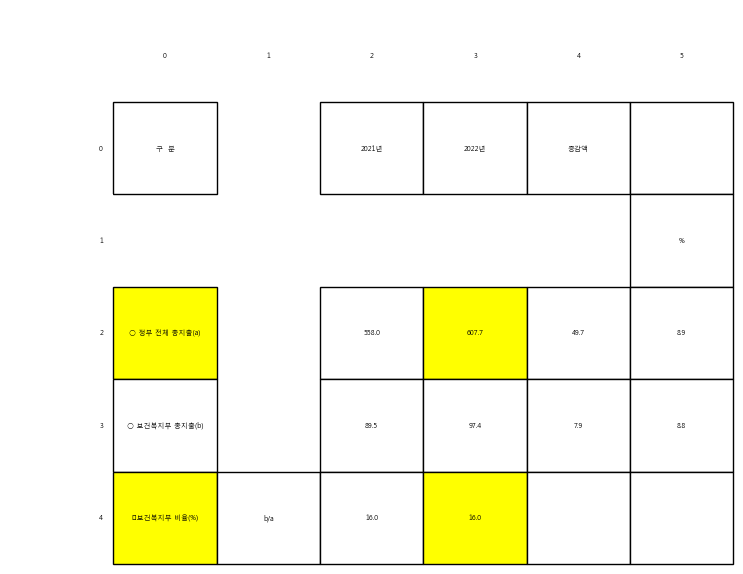 0 1 2 3 4 5
0 구 분 2021년 2022년 증감액
1 %
2 ○ 정부 전체 총지출(a) 558.0 607.7 49.7 8.9
3 ○ 보건복지부 총지출(b) 89.5 97.4 7.9 8.8
4 보건복지부 비율(%) b/a 16.0 16.0